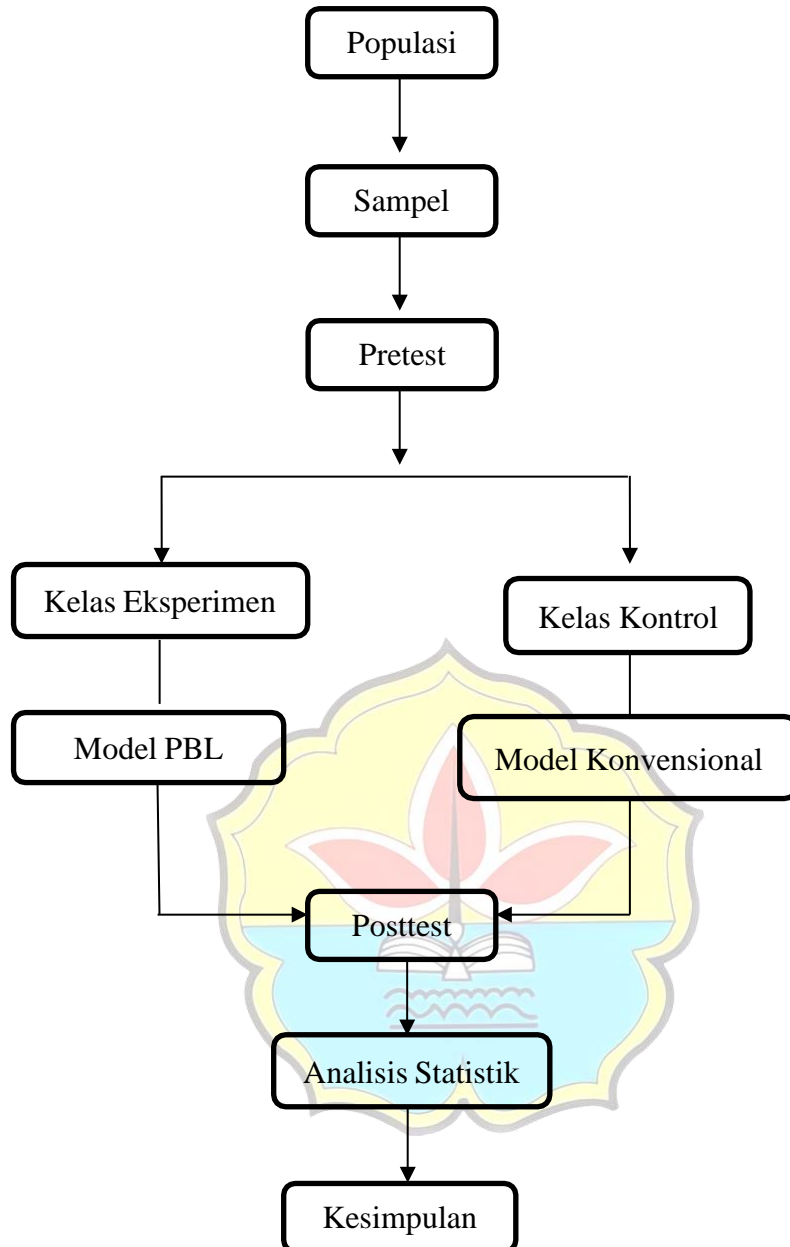 Populasi
Sampel
Pretest
Kelas Eksperimen
Kelas Kontrol
Model PBL
Model Konvensional
Posttest
Analisis Statistik
Kesimpulan